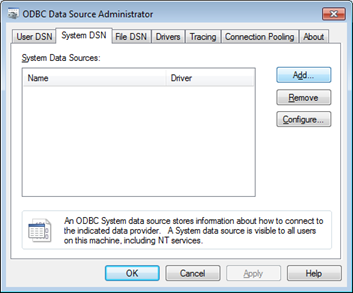 ODBC Data Source Administrator
User DSN System DSN File DSN Drivers Tracing Connection Pooling About
System Data Sources:
Name Driver
Add...
Remove
Configure...
An ODBC System data source stores information about how to connect to
the indicated data provider. A System data source is visible to all users
on this machine, including NT services.
OK Cancel Apply Help